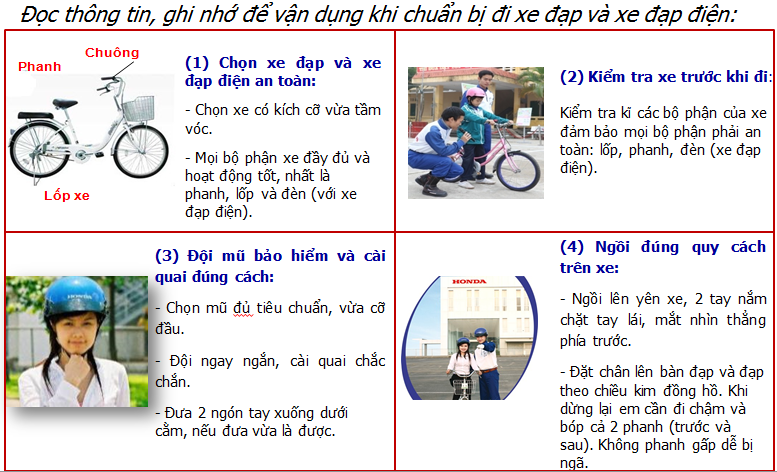 Đọc thông tin, ghi nhớ để vận dụng khi chuẩn bị đi xe đạp và xe đạp điện:
Phanh
Chuông
Lốp xe
(1) Chọn xe đạp và xe
đạp điện an toàn:
- Chọn xe có kích cỡ vừa tầm
vóc.
- Mọi bộ phận xe đầy đủ và
hoạt động tốt, nhất là
phanh, lốp và đèn (với xe
đạp điện).
(2) Kiểm tra xe trước khi đi:
Kiểm tra kĩ các bộ phận của xe
đảm bảo mọi bộ phận phải an
toàn: lốp, phanh, đèn (xe đạp
điện).
(3) Đội mũ bảo hiểm và cài
quai đúng cách:
- Chọn mũ đủ tiêu chuẩn, vừa cỡ
đầu.
- Đội ngay ngắn, cài quai chắc
chắn.
- Đưa 2 ngón tay xuống dưới
cằm, nếu đưa vừa là được.
HONDA
HONDA
(4) Ngồi đúng quy cách
trên xe:
- Ngồi lên yên xe, 2 tay nắm
chặt tay lái, mắt nhìn thẳng
phía trước.
- Đặt chân lên bàn đạp và đạp
theo chiều kim đồng hồ. Khi
dừng lại em cần đi chậm và
bóp cả 2 phanh (trước và
sau). Không phanh gấp dễ bị
ngã.